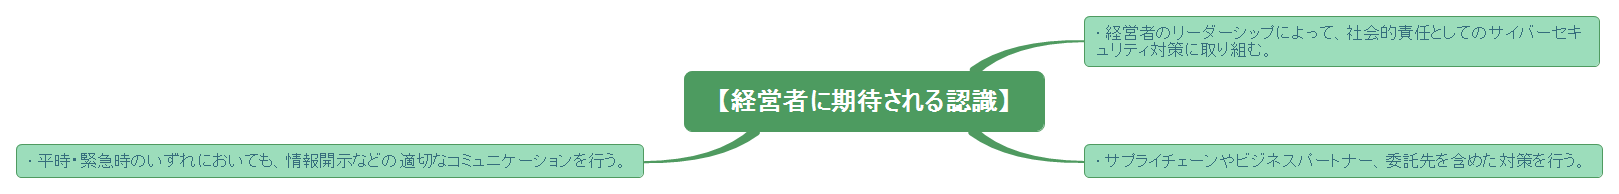 【経営者に期待される認識】
・経営者のリーダーシップによって、社会的責任としてのサイバーセキ
ュリティ対策に取り組む。
・サプライチェーンやビジネスパートナー、委託先を含めた対策を行う。
・平時・緊急時のいずれにおいても、情報開示などの適切なコミュニケーションを行う。